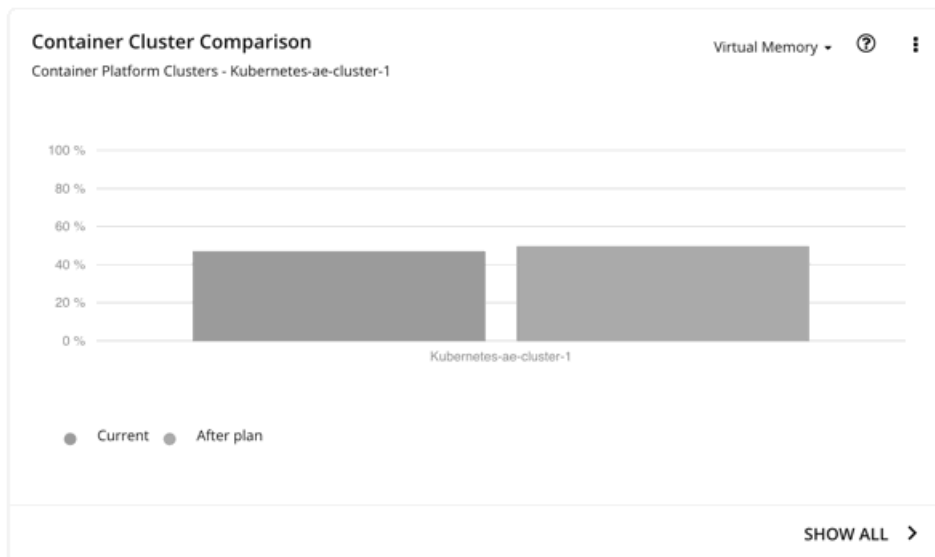 Container Cluster Comparison
Virtual Memory
Container Platform Clusters - Kubernetes-ae-cluster-1
100 %
80 %
60 %
40 %
20 %
0 %
Kubernetes-ae-cluster-1
Current
After plan
SHOW ALL